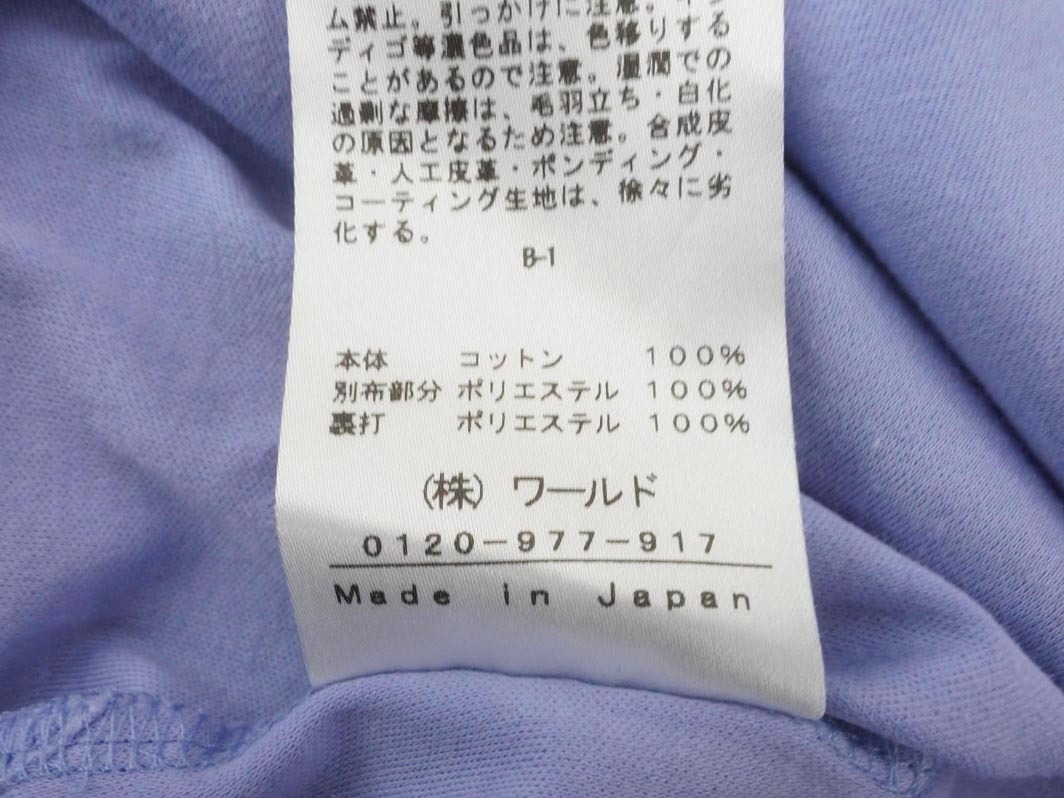 ム禁止。引っかけに注意。
ディゴ等濃色品は、色移りする
ことがあるので注意。湿潤での
過剰な摩擦は、毛羽立ち・白化
の原因となるため注意。合成皮
革・人工皮革・ボンディング・
コーティング生地は、徐々に劣
化する。
B-1
本体 コットン 100%
別布部分 ポリエステル 100%
裏打 ポリエステル 100%
(株) ワールド
0120-977-917
Made in Japan